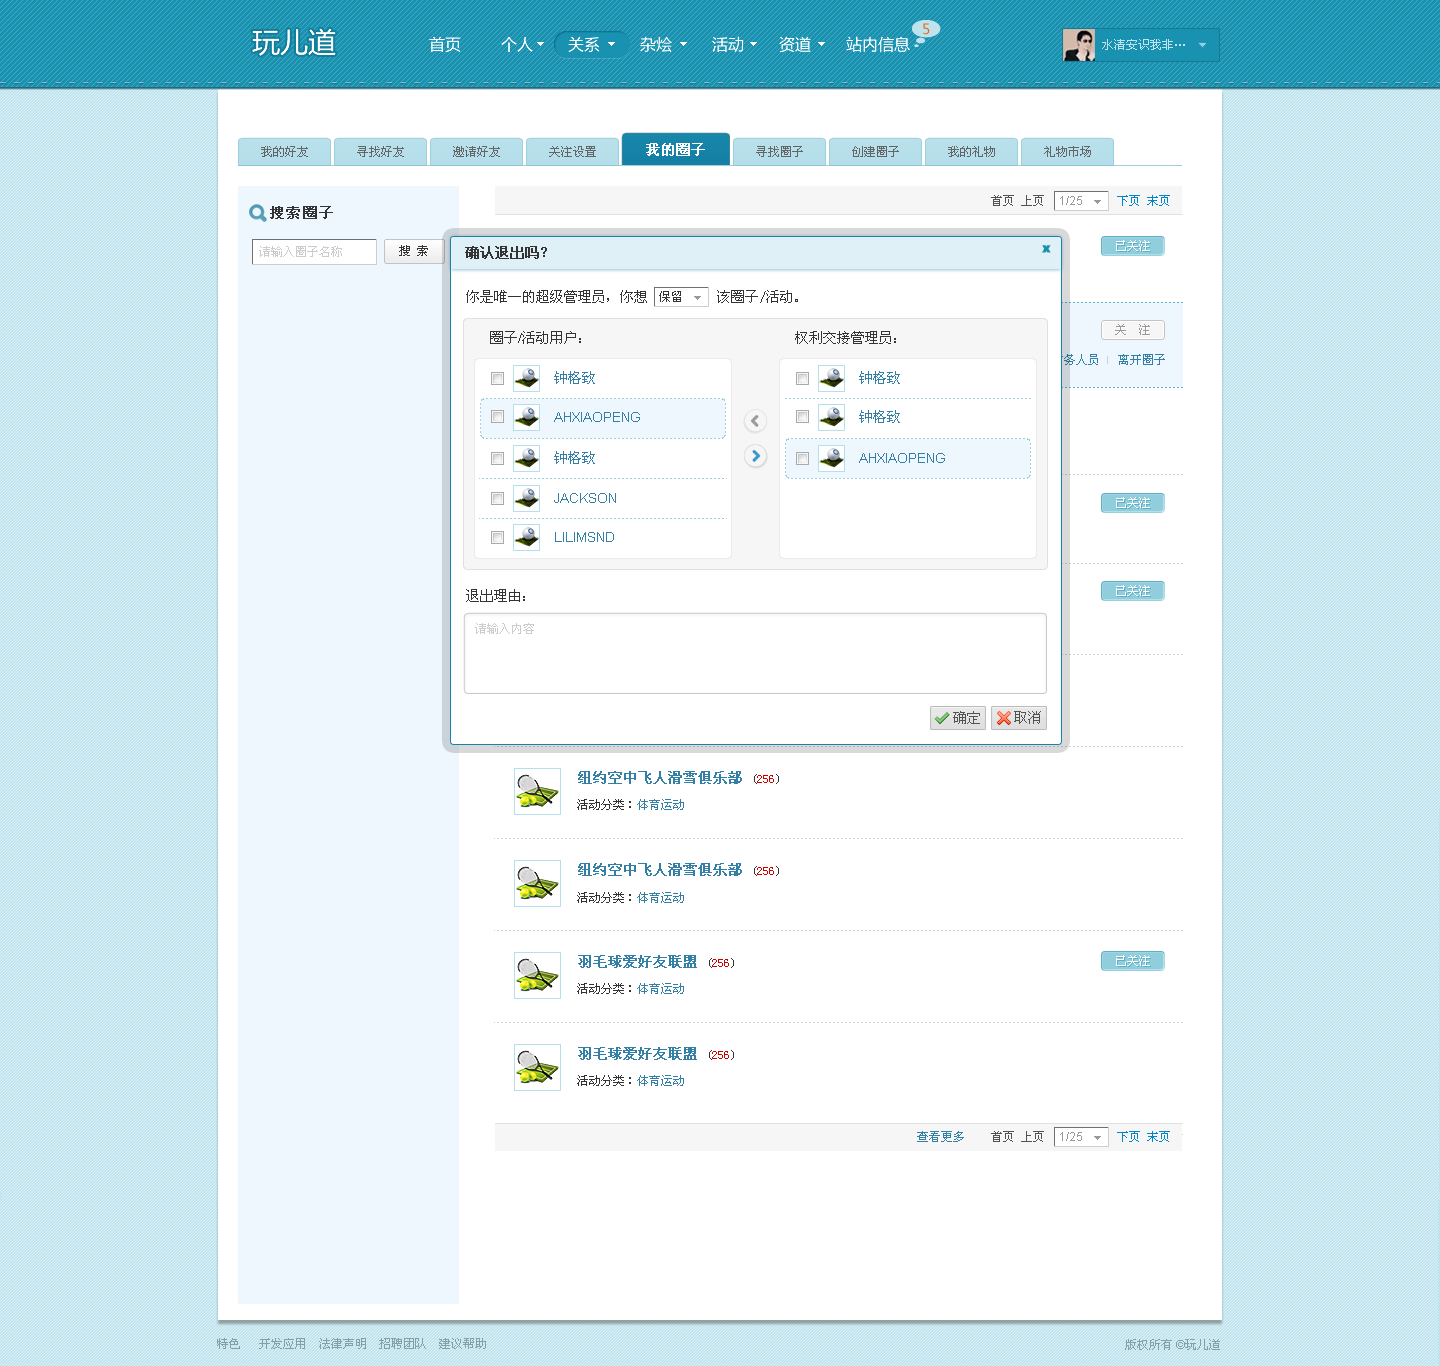 玩儿道 首页 个人 关系 杂烩 活动 资道 站内信息 5 水清安识我非…
我的好友 寻找好友 邀请好友 关注设置 我的圈子 寻找圈子 创建圈子 我的礼物 礼物市场
搜索圈子
请输入圈子名称 搜 索
首页 上页 1/25 下页 末页
已关注
关 注
务人员 离开圈子
已关注
已关注
确认退出吗？ x
你是唯一的超级管理员，你想 保留 该圈子/活动。
圈子/活动用户： 权利交接管理员：
钟格致 钟格致
AHXIAOPENG 钟格致
钟格致 AHXIAOPENG
JACKSON
LILIMSND
退出理由：
请输入内容
确定 取消
纽约空中飞人滑雪俱乐部 (256)
活动分类：体育运动
纽约空中飞人滑雪俱乐部 (256)
活动分类：体育运动
羽毛球爱好友联盟 (256) 已关注
活动分类：体育运动
羽毛球爱好友联盟 (256)
活动分类：体育运动
查看更多 首页 上页 1/25 下页 末页
特色 开发应用 法律声明 招聘团队 建议帮助 版权所有 ©玩儿道